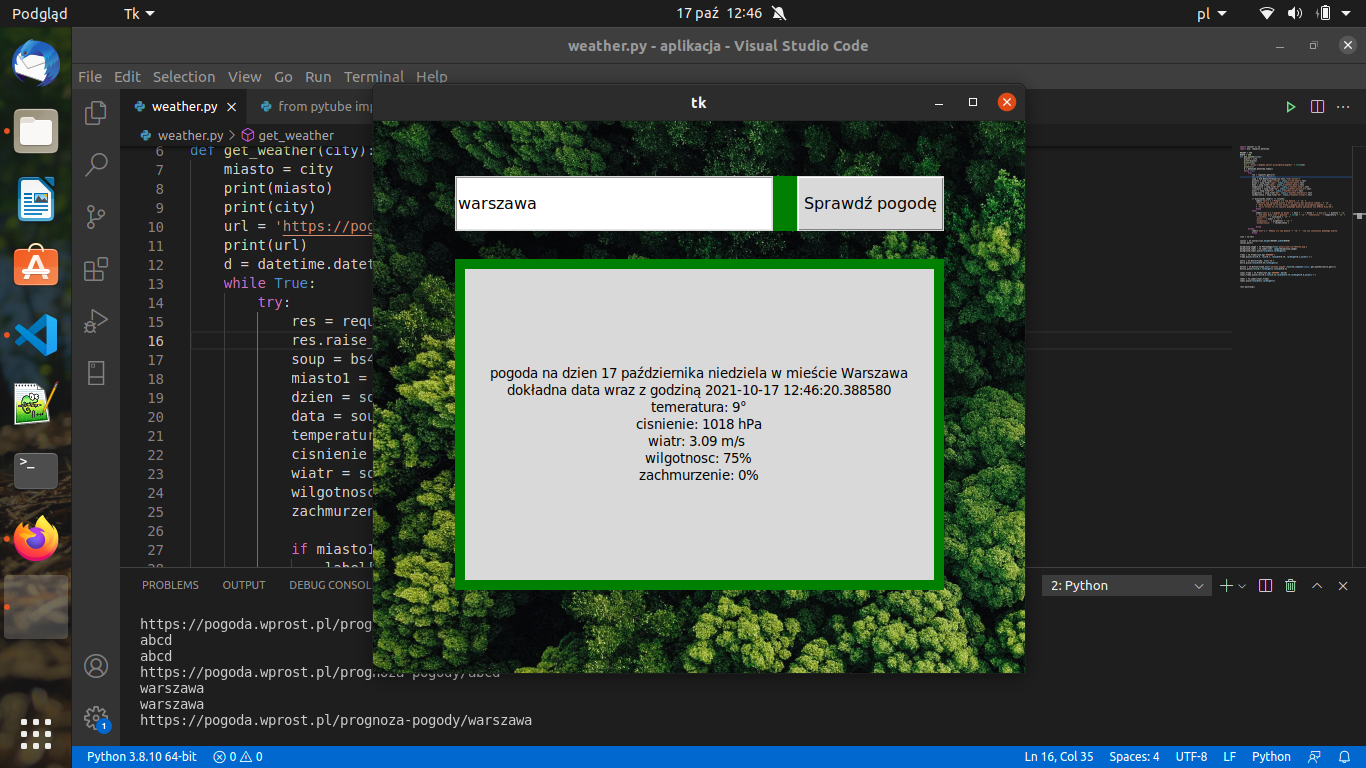 Podgląd
Tk
17 paź 12:46
pl
weather.py - aplikacja - Visual Studio Code
File Edit Selection View Go Run Terminal Help
weather.py
from pytube imp
weather.py > get_weather
tk
6 def get_weather(city):
7 miasto = city
8 print(miasto)
9 print(city)
10 url = 'https://pog
11 print(url)
12 d = datetime.datet
13 while True:
14 try:
15 res = requ
16 res.raise_
17 soup = bs4
18 miasto1 =
19 dzien = so
20 data = sou
21 temperatur
22 cisnienie
23 wiatr = so
24 wilgotnosc
25 zachmurzen
26
27 if miasto1
warszawa
Sprawdź pogodę
pogoda na dzien 17 października niedziela w mieście Warszawa
dokładna data wraz z godziną 2021-10-17 12:46:20.388580
temeratura: 9°
cisnienie: 1018 hPa
wiatr: 3.09 m/s
wilgotnosc: 75%
zachmurzenie: 0%
PROBLEMS OUTPUT DEBUG CONSOL
2: Python
https://pogoda.wprost.pl/prog
abcd
abcd
https://pogoda.wprost.pl/prognoza-pogody/abcd
warszawa
warszawa
https://pogoda.wprost.pl/prognoza-pogody/warszawa
1
Python 3.8.10 64-bit
0
0
Ln 16, Col 35
Spaces: 4
UTF-8
LF
Python